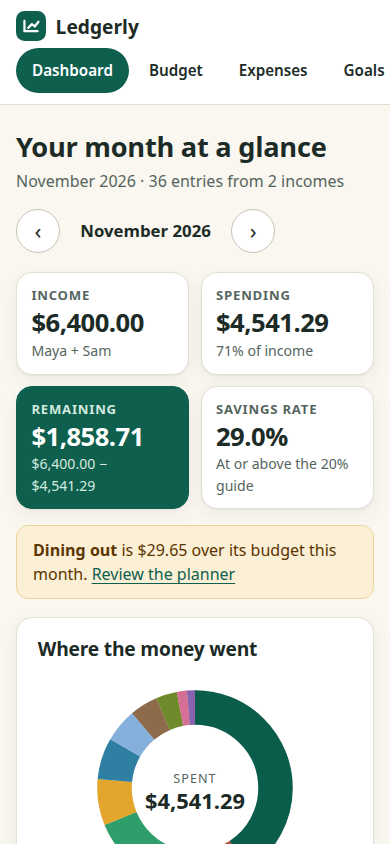 Ledgerly
Dashboard Budget Expenses Goals
Your month at a glance
November 2026 · 36 entries from 2 incomes
‹ November 2026 ›
INCOME
$6,400.00
Maya + Sam
SPENDING
$4,541.29
71% of income
REMAINING
$1,858.71
$6,400.00 −
$4,541.29
SAVINGS RATE
29.0%
At or above the 20%
guide
Dining out is $29.65 over its budget this
month. Review the planner
Where the money went
SPENT
$4,541.29